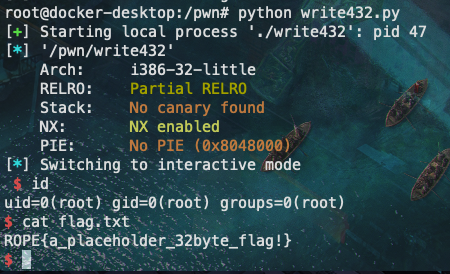 root@docker-desktop:/pwn# python write432.py
[+] Starting local process './write432': pid 47
[*] '/pwn/write432'
    Arch:     i386-32-little
    RELRO:    Partial RELRO
    Stack:    No canary found
    NX:       NX enabled
    PIE:      No PIE (0x8048000)
[*] Switching to interactive mode
 $ id
uid=0(root) gid=0(root) groups=0(root)
$ cat flag.txt
ROPE{a_placeholder_32byte_flag!}
$